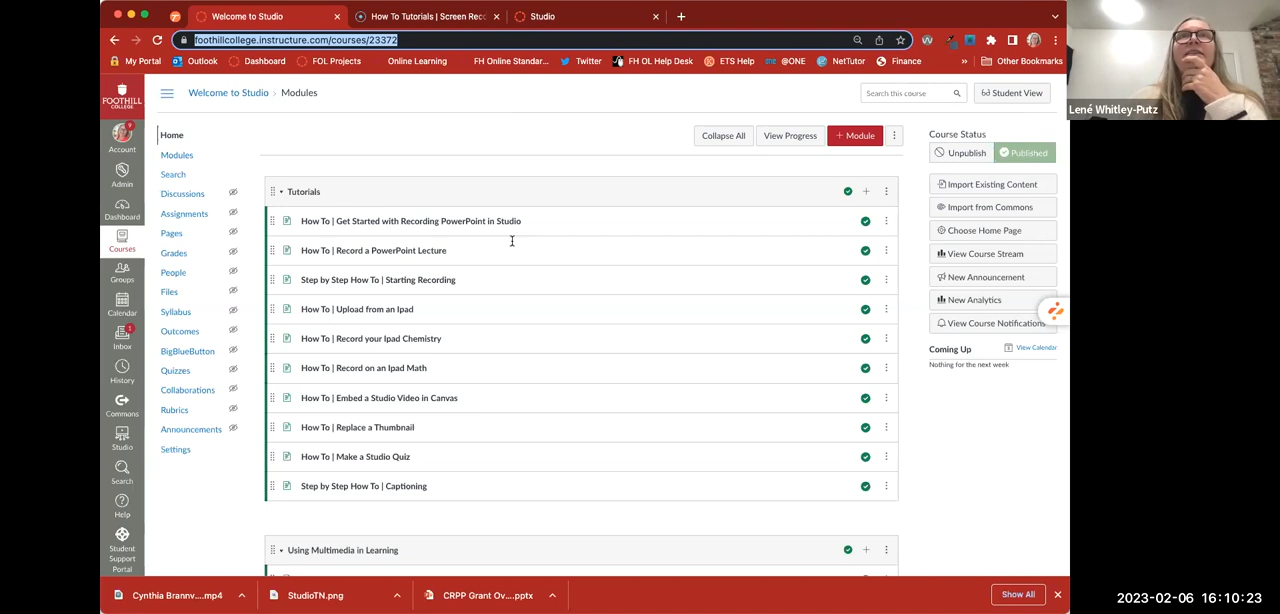 Welcome to Studio
How To Tutorials | Screen Rec
Studio
foothillcollege.instructure.com/courses/23372
My Portal
Outlook
Dashboard
FOL Projects
Online Learning
FH Online Standar...
Twitter
FH OL Help Desk
ETS Help
@ONE
NetTutor
Finance
»
Other Bookmarks
Lené Whitley-Putz
FOOTHILL
COLLEGE
Welcome to Studio › Modules
Search this course
Student View
9
Account
Admin
Dashboard
Courses
Groups
Calendar
1
Inbox
History
Commons
Studio
Search
Help
Student
Support
Portal
Home
Modules
Search
Discussions
Assignments
Pages
Grades
People
Files
Syllabus
Outcomes
BigBlueButton
Quizzes
Collaborations
Rubrics
Announcements
Settings
Collapse All
View Progress
+ Module
Tutorials
How To | Get Started with Recording PowerPoint in Studio
How To | Record a PowerPoint Lecture
Step by Step How To | Starting Recording
How To | Upload from an Ipad
How To | Record your Ipad Chemistry
How To | Record on an Ipad Math
How To | Embed a Studio Video in Canvas
How To | Replace a Thumbnail
How To | Make a Studio Quiz
Step by Step How To | Captioning
Using Multimedia in Learning
Course Status
Unpublish
Published
Import Existing Content
Import from Commons
Choose Home Page
View Course Stream
New Announcement
New Analytics
View Course Notifications
Coming Up
View Calendar
Nothing for the next week
Cynthia Brannv....mp4
StudioTN.png
CRPP Grant Ov....pptx
Show All
2023-02-06 16:10:23